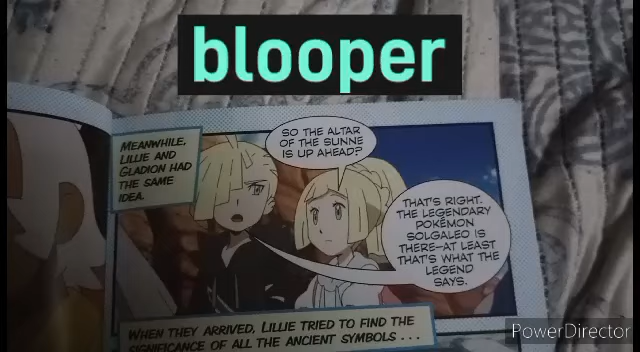 blooper
MEANWHILE,
LILLIE AND
GLADION HAD
THE SAME
IDEA.
SO THE ALTAR
OF THE SUNNE
IS UP AHEAD?
THAT'S RIGHT.
THE LEGENDARY
POKÉMON
SOLGALEO IS
THERE—AT LEAST
THAT'S WHAT THE
LEGEND
SAYS.
WHEN THEY ARRIVED, LILLIE TRIED TO FIND THE
SIGNIFICANCE OF ALL THE ANCIENT SYMBOLS . . .
PowerDirector